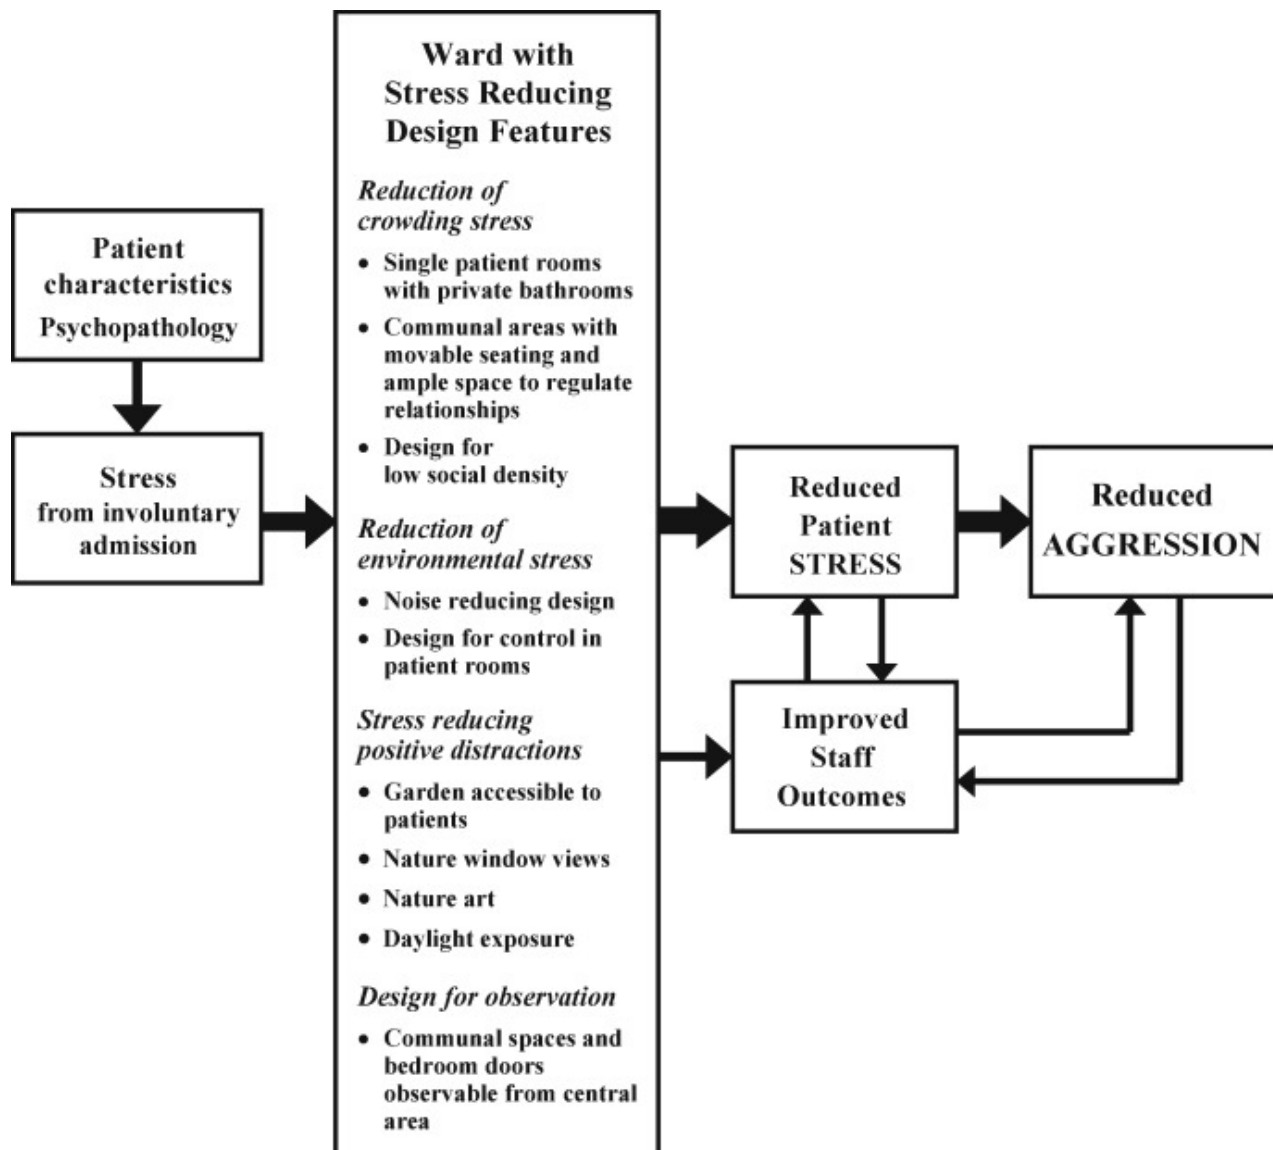 Patient
characteristics
Psychopathology
Stress
from involuntary
admission
Ward with
Stress Reducing
Design Features
Reduction of
crowding stress
• Single patient rooms
with private bathrooms
• Communal areas with
movable seating and
ample space to regulate
relationships
• Design for
low social density
Reduction of
environmental stress
• Noise reducing design
• Design for control in
patient rooms
Stress reducing
positive distractions
• Garden accessible to
patients
• Nature window views
• Nature art
• Daylight exposure
Design for observation
• Communal spaces and
bedroom doors
observable from central
area
Reduced
Patient
STRESS
Improved
Staff
Outcomes
Reduced
AGGRESSION